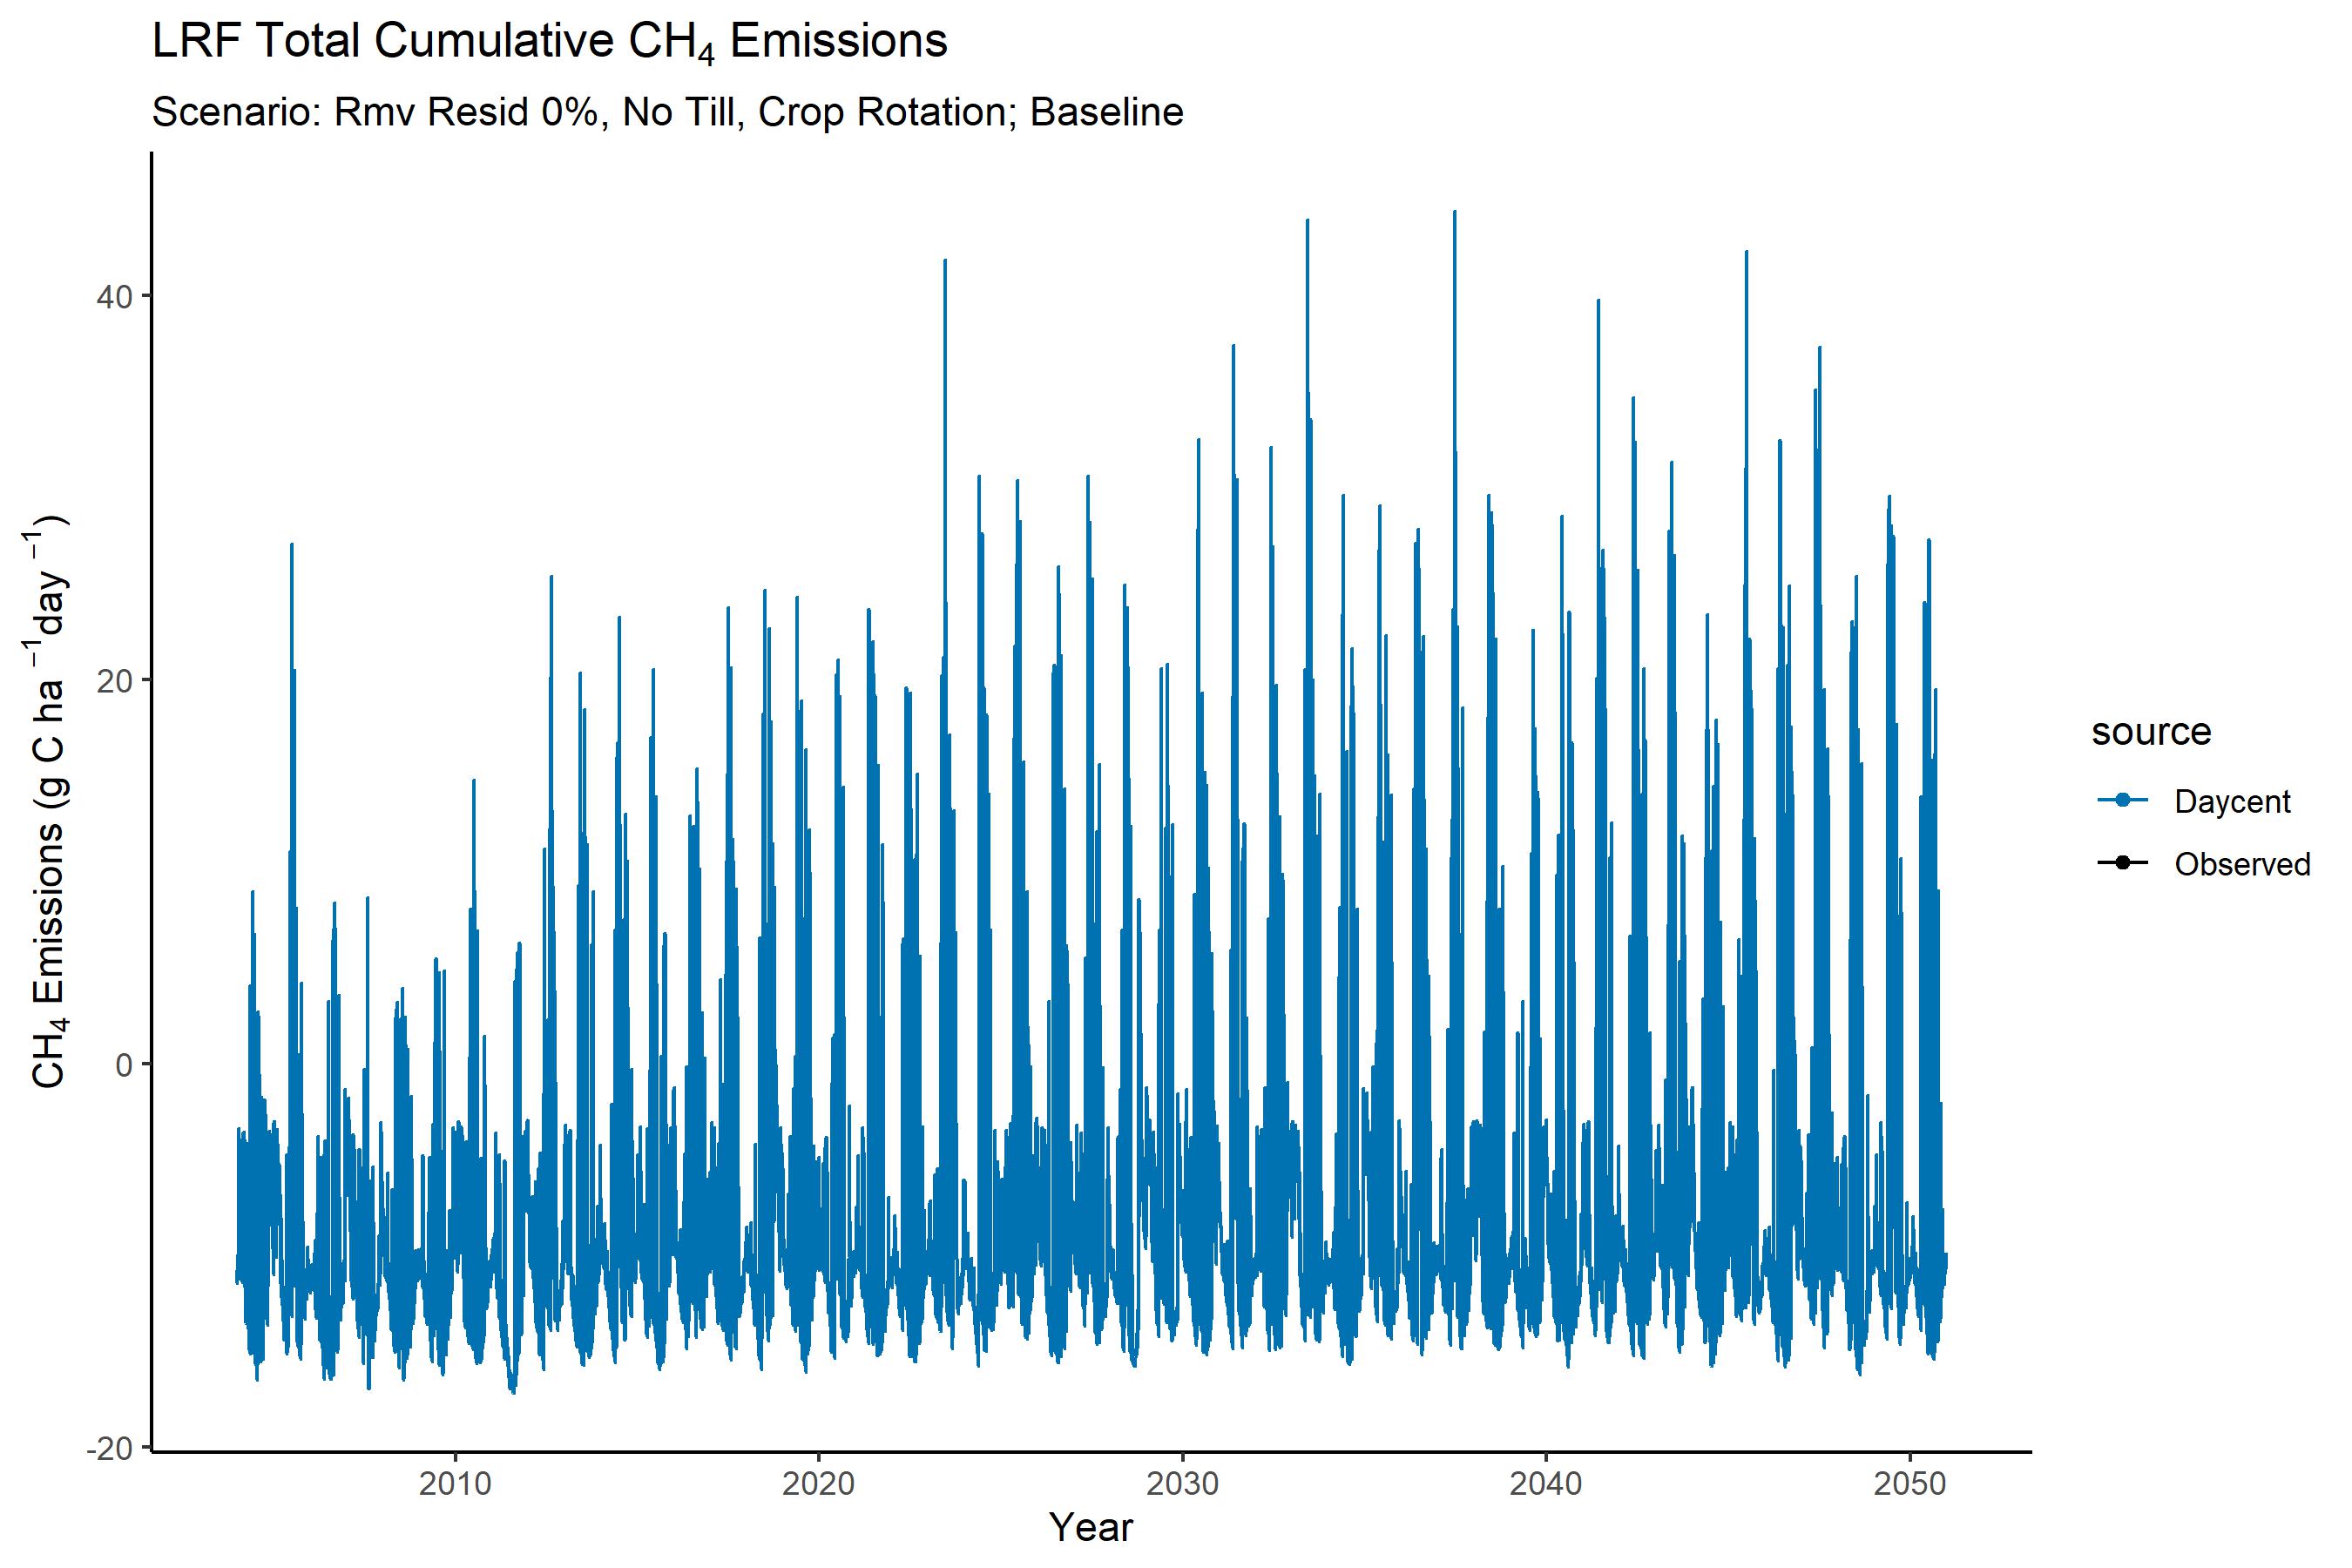 LRF Total Cumulative CH₄ Emissions
Scenario: Rmv Resid 0%, No Till, Crop Rotation; Baseline
CH₄ Emissions (g C ha ⁻¹day ⁻¹)
40
20
0
-20
2010 2020 2030 2040 2050
Year
source
Daycent
Observed